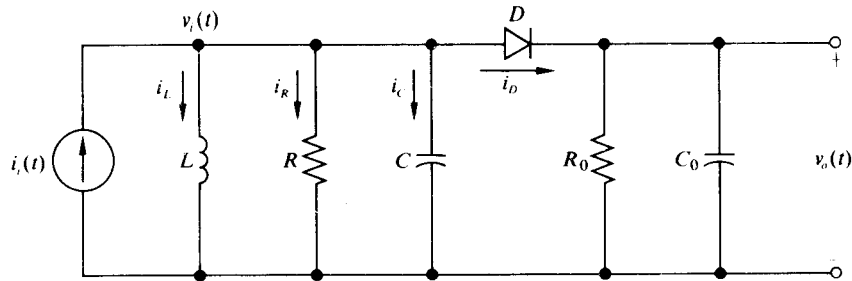 v_i(t)
D
i_L
i_R
i_C
i_D
+
i_i(t)
L
R
C
R_0
C_0
v_o(t)